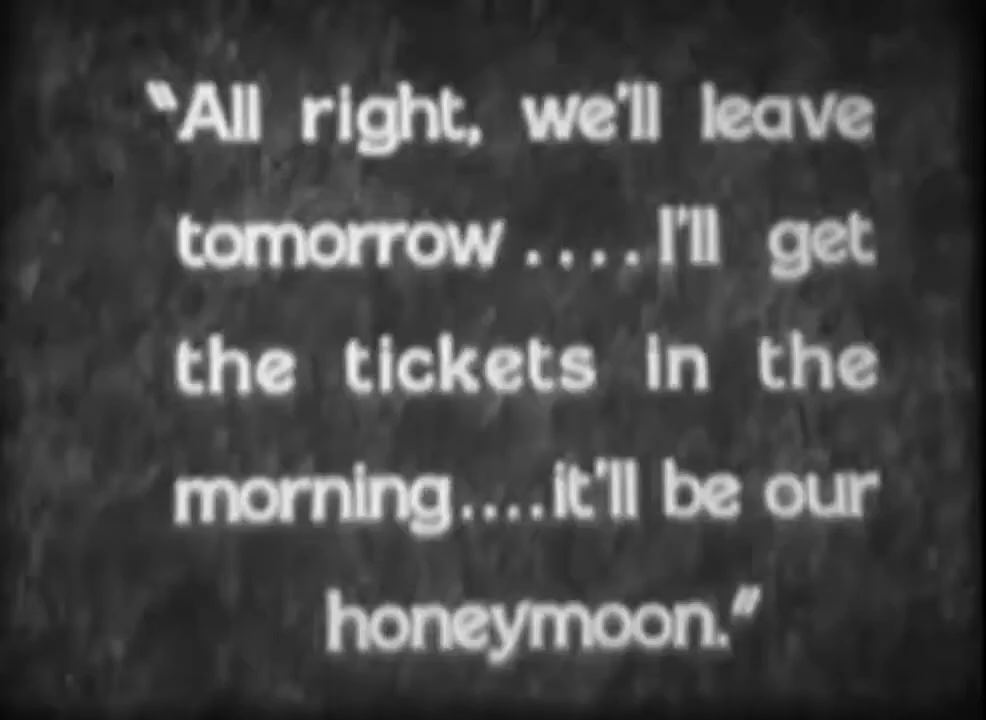 "All right, we'll leave
tomorrow ....I'll get
the tickets in the
morning....it'll be our
honeymoon."